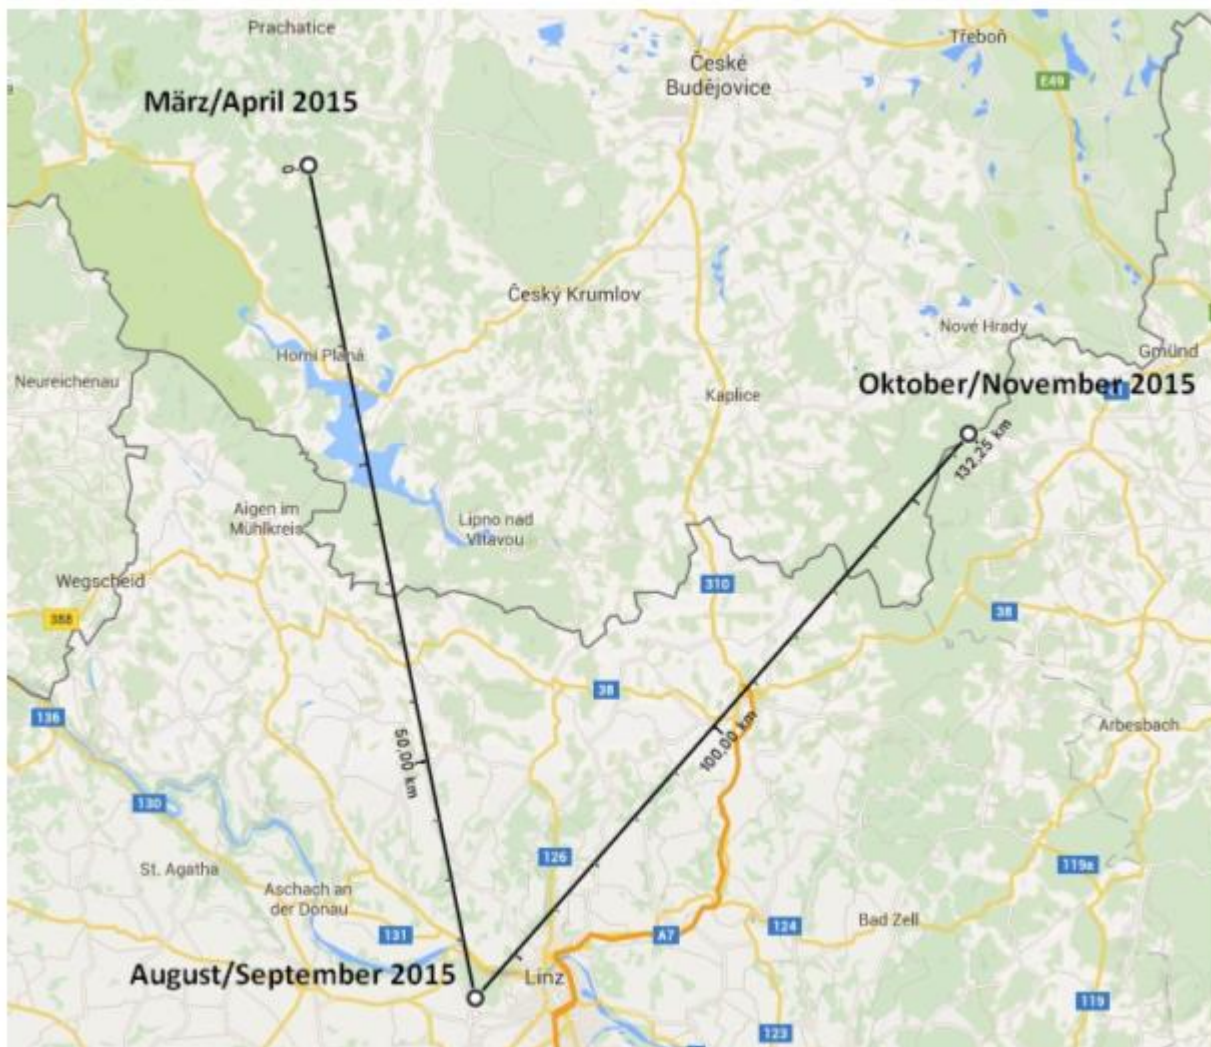 Prachatice
Třeboň
České
Budějovice
E49
März/April 2015
0
Český Krumlov
Nové Hrady
Horní Planá
Gmünd
Neureichenau
Kaplice
Oktober/November 2015
132,25 km
Aigen im
Mühlkreis
Lipno nad
Vltavou
Wegscheid
310
388
38
38
136
Arbesbach
50,00 km
100,00 km
130
126
119a
St. Agatha
Aschach an
der Donau
Bad Zell
131
A7
124
August/September 2015
Linz
119
123